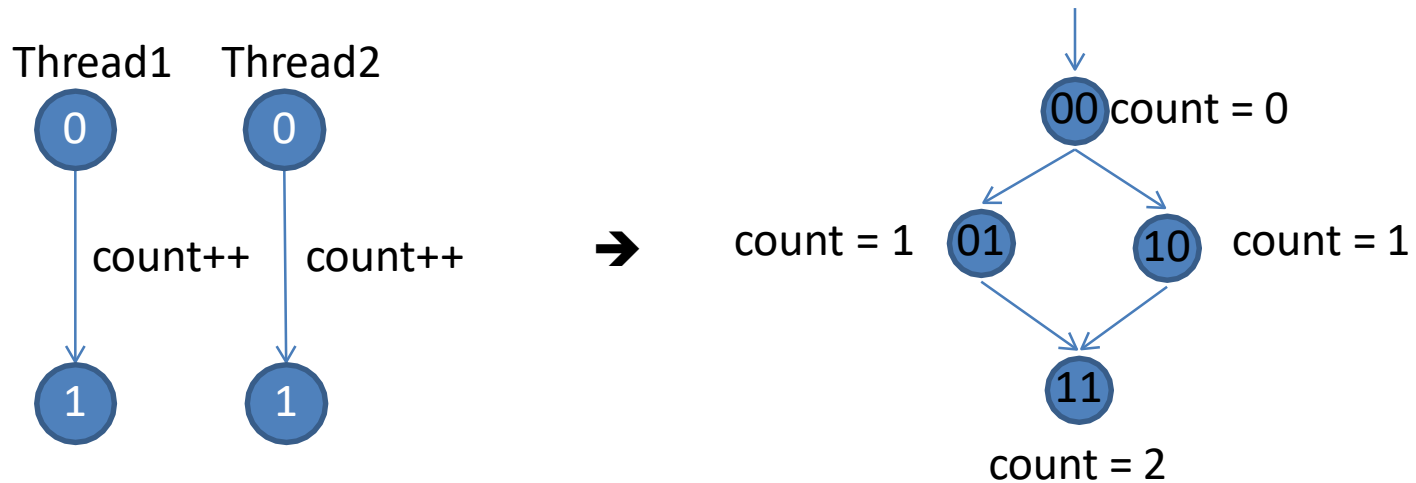 Thread1 Thread2
0 0
count++ count++
1 1
➔
00 count = 0
count = 1 01 10 count = 1
11
count = 2